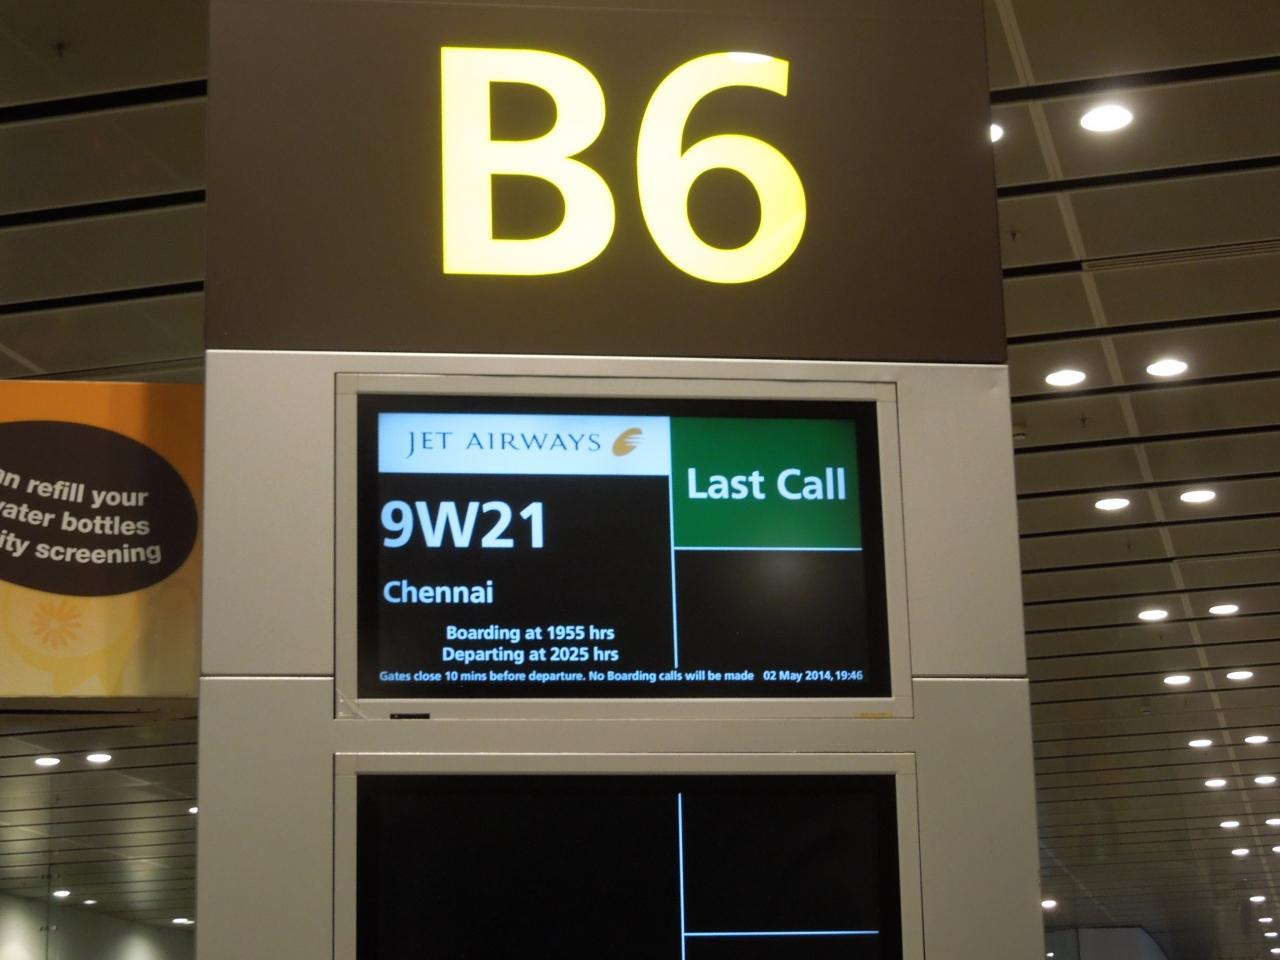 B6
JET AIRWAYS
Last Call
9W21
Chennai
Boarding at 1955 hrs
Departing at 2025 hrs
Gates close 10 mins before departure. No Boarding calls will be made 02 May 2014, 19:46
refill your
bottles
screening